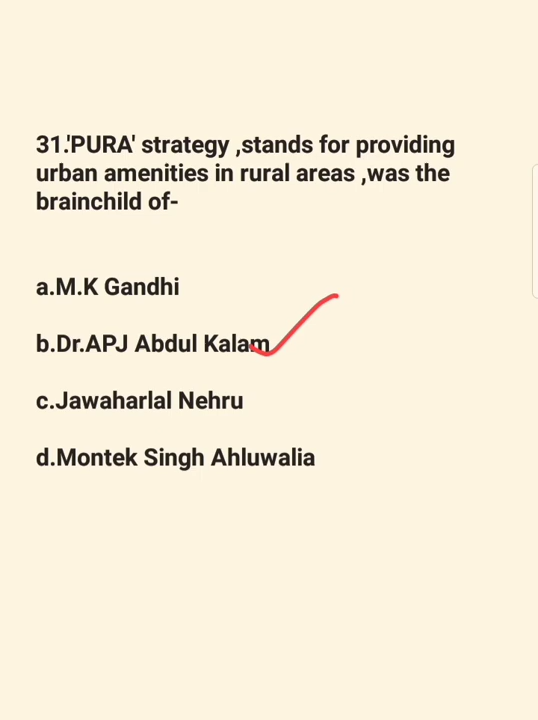 31.'PURA' strategy ,stands for providing
urban amenities in rural areas ,was the
brainchild of-
a.M.K Gandhi
b.Dr.APJ Abdul Kalam
c.Jawaharlal Nehru
d.Montek Singh Ahluwalia